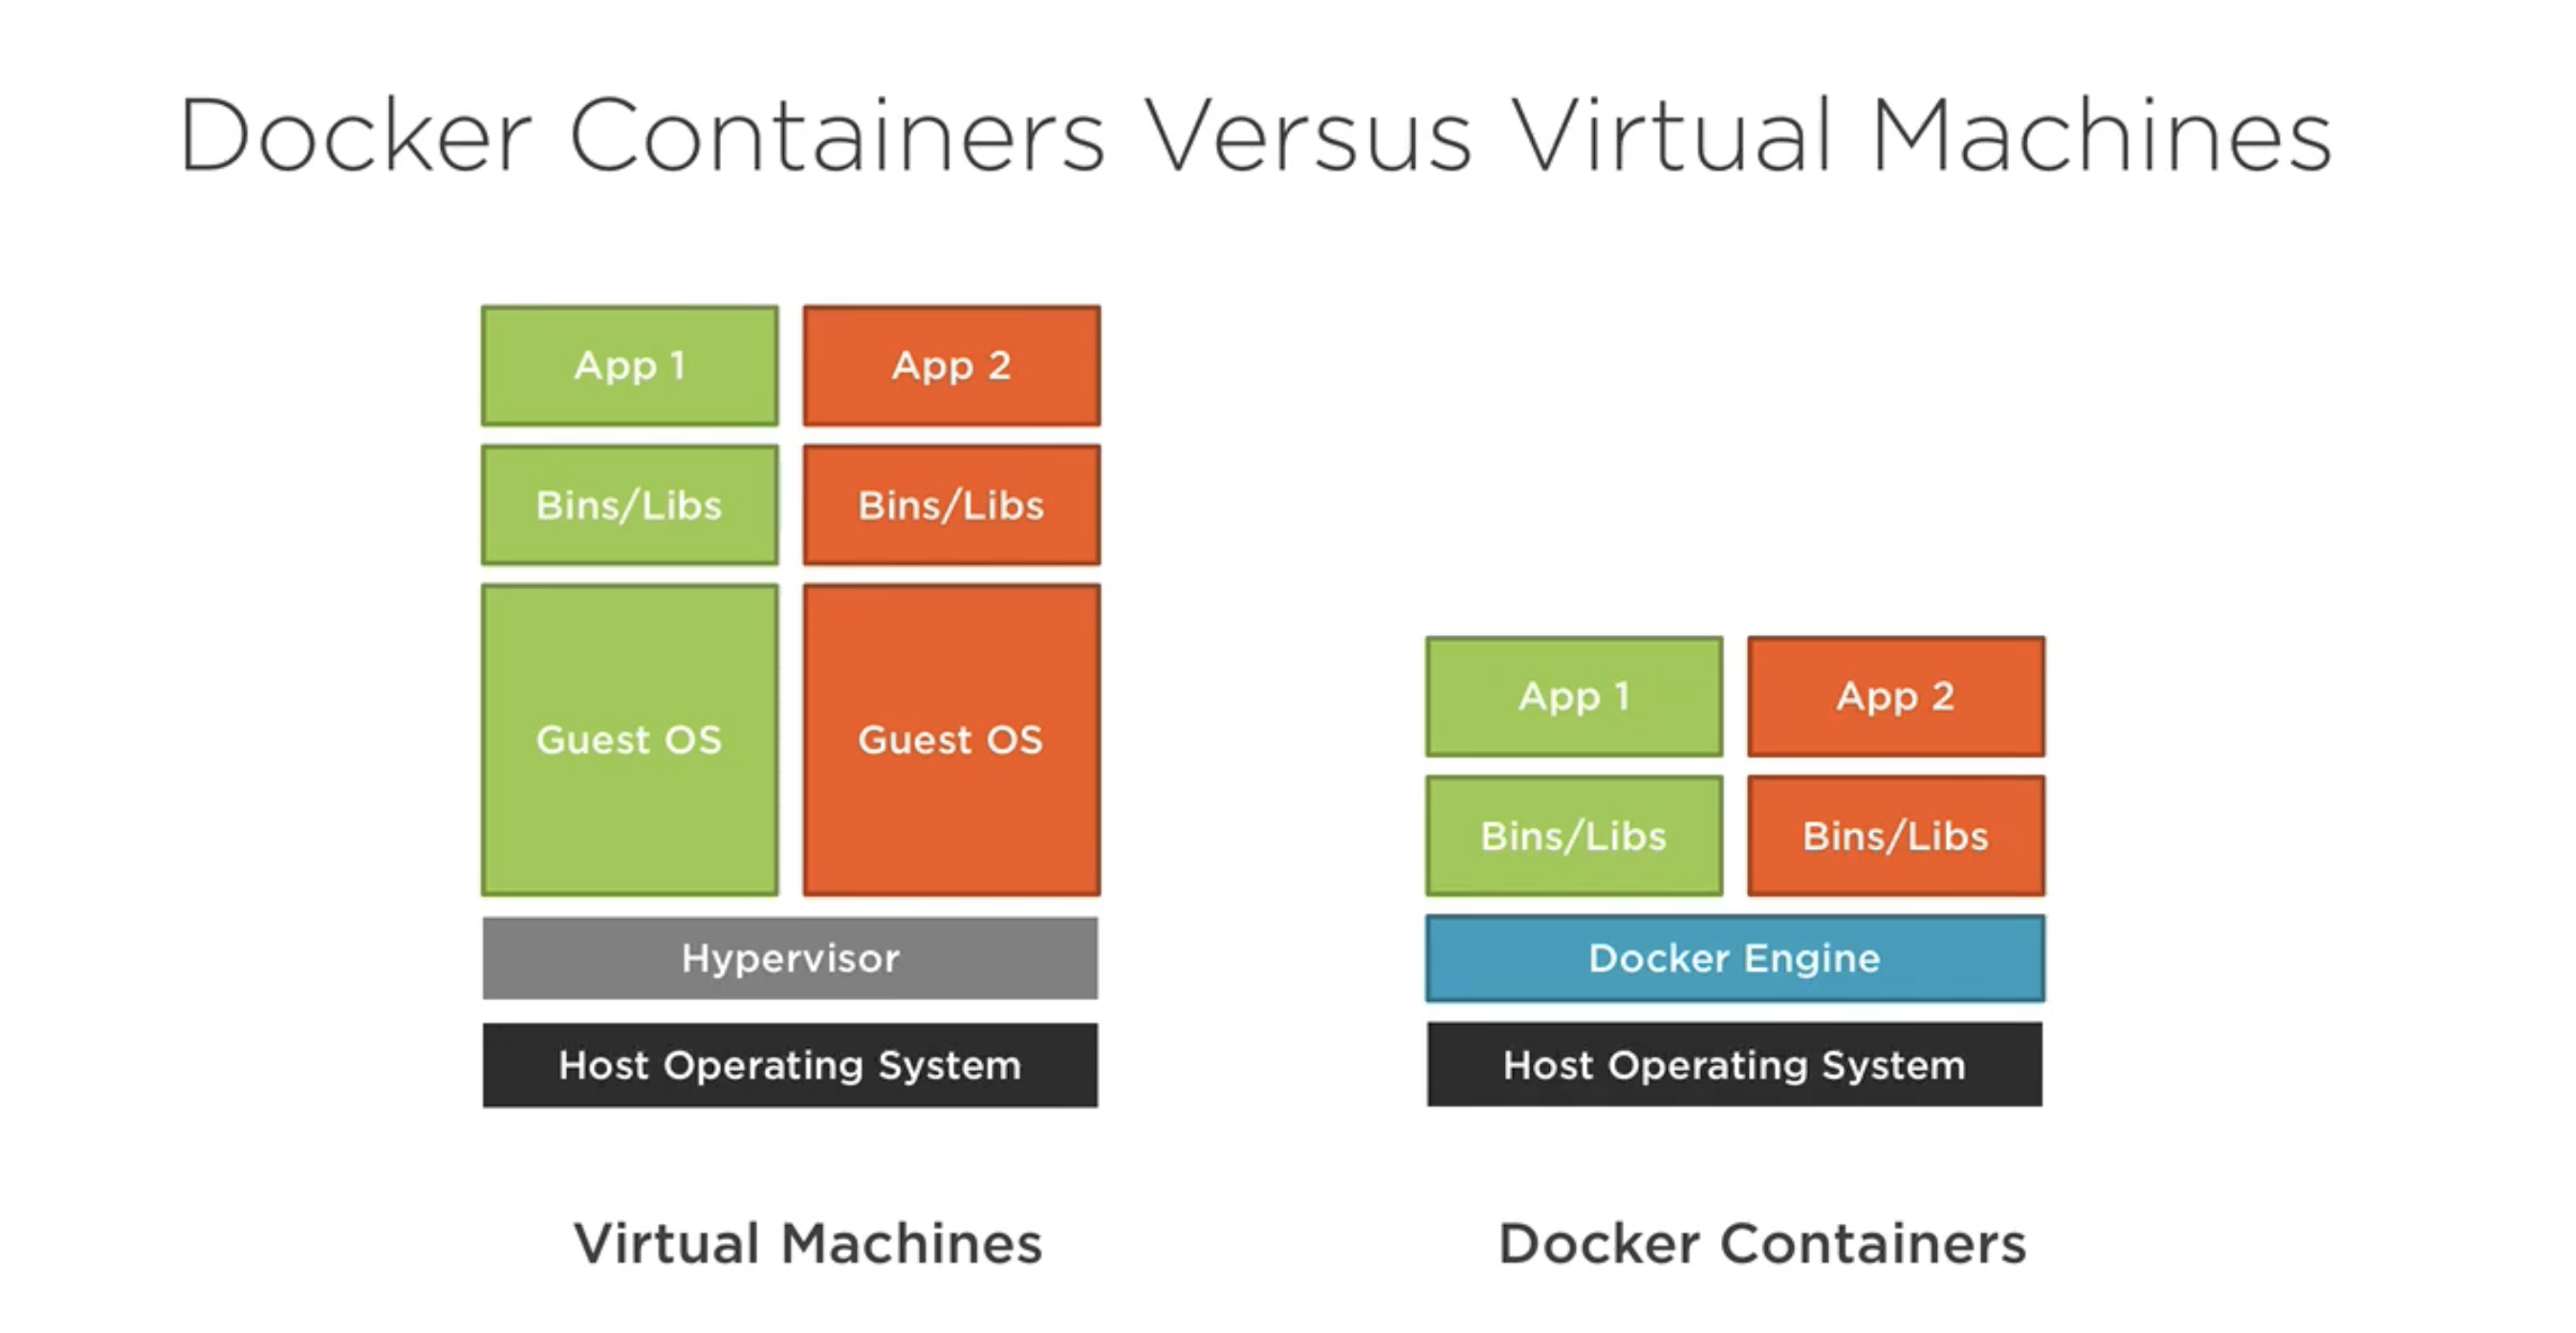 Docker Containers Versus Virtual Machines
App 1
App 2
Bins/Libs
Bins/Libs
Guest OS
Guest OS
Hypervisor
Host Operating System
Virtual Machines
App 1
App 2
Bins/Libs
Bins/Libs
Docker Engine
Host Operating System
Docker Containers